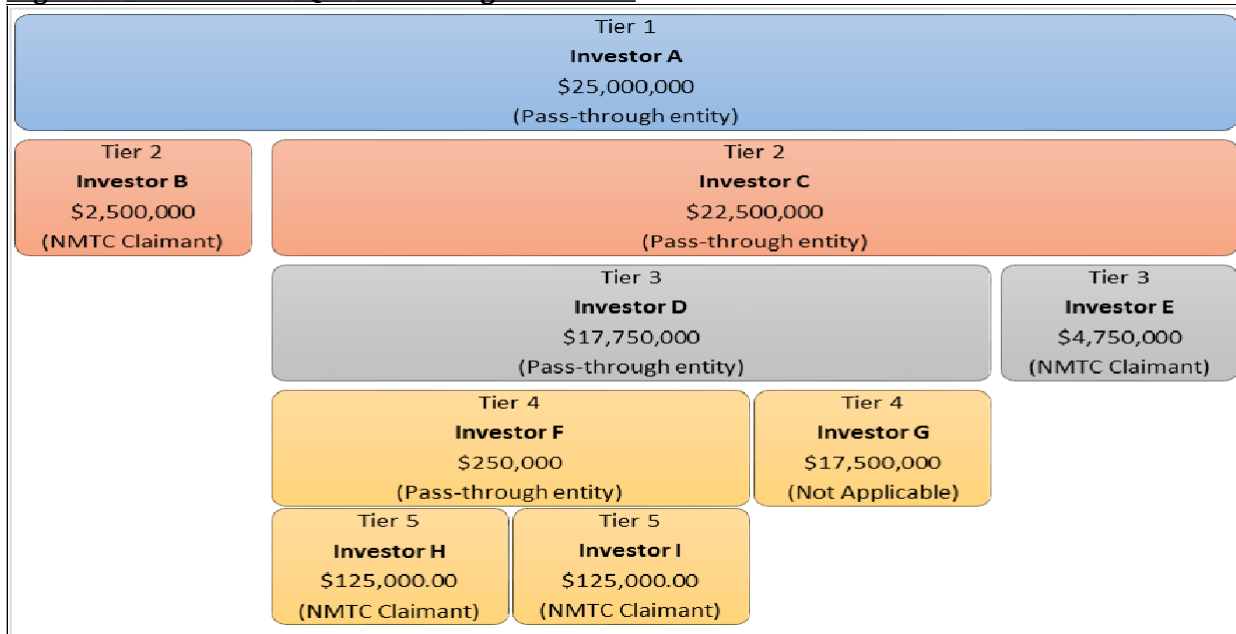 Tier 1
Investor A
$25,000,000
(Pass-through entity)
Tier 2
Investor B
$2,500,000
(NMTC Claimant)
Tier 2
Investor C
$22,500,000
(Pass-through entity)
Tier 3
Investor D
$17,750,000
(Pass-through entity)
Tier 3
Investor E
$4,750,000
(NMTC Claimant)
Tier 4
Investor F
$250,000
(Pass-through entity)
Tier 4
Investor G
$17,500,000
(Not Applicable)
Tier 5
Investor H
$125,000.00
(NMTC Claimant)
Tier 5
Investor I
$125,000.00
(NMTC Claimant)